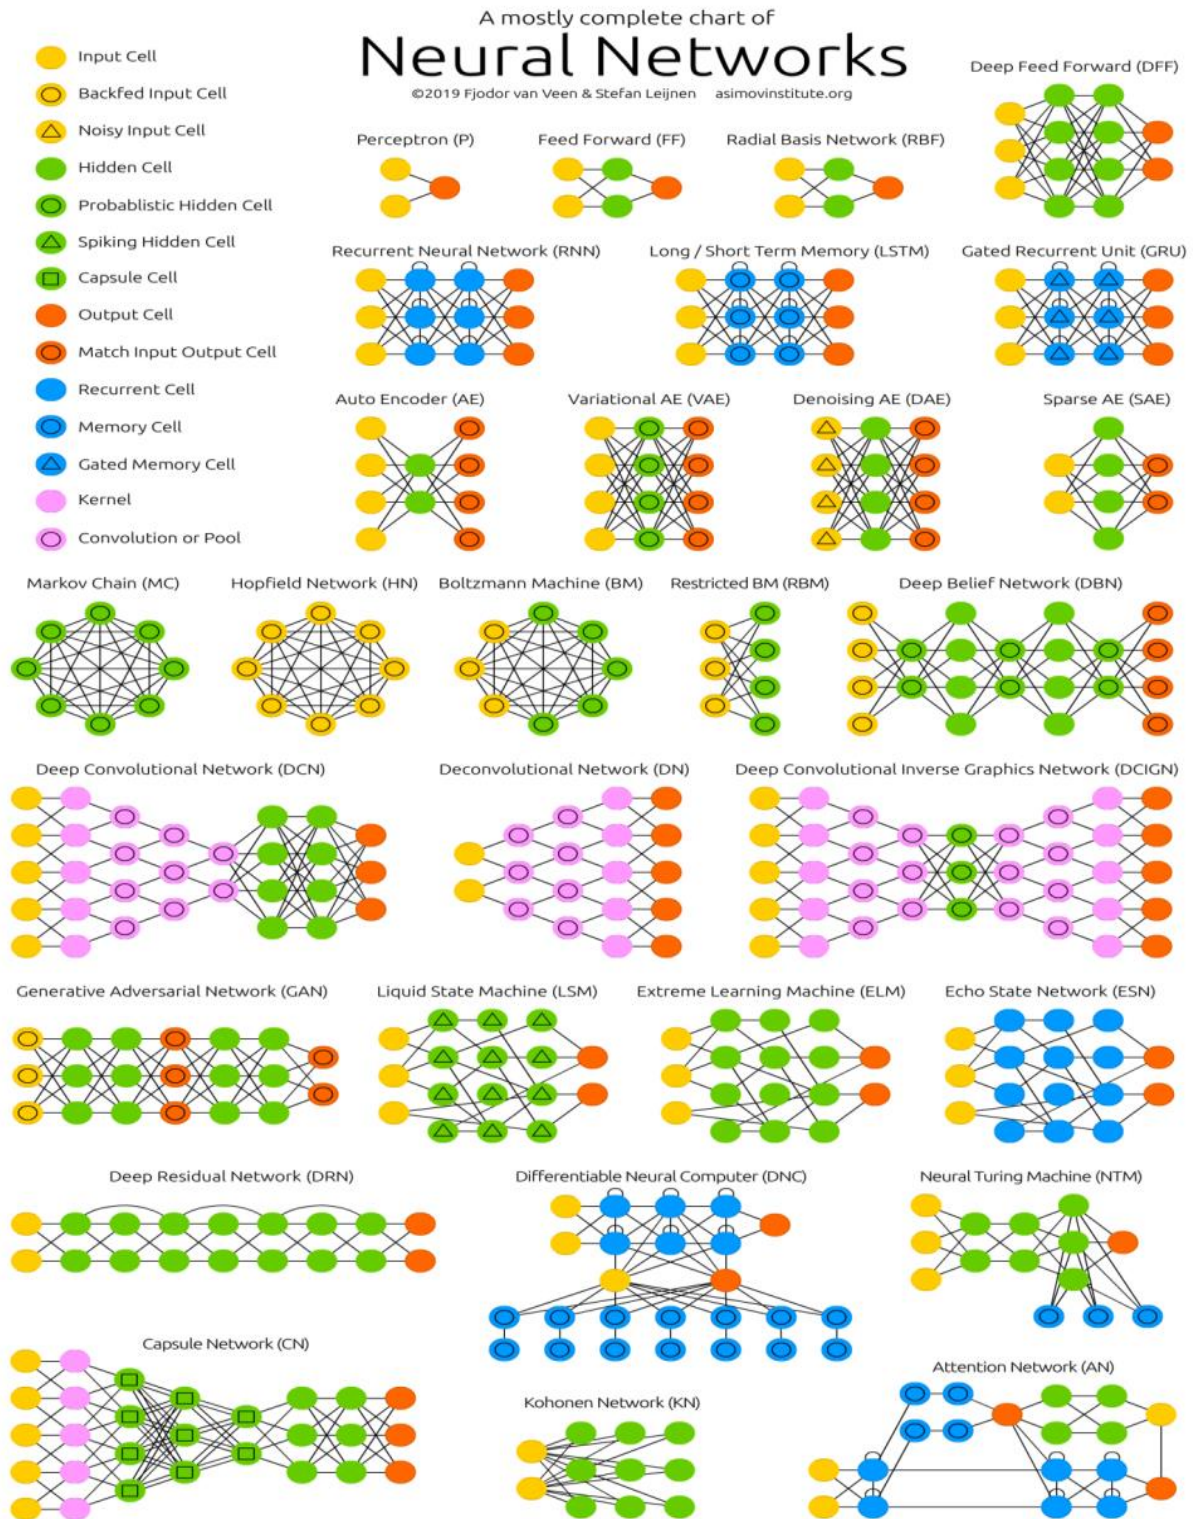 A mostly complete chart of
Neural Networks
©2019 Fjodor van Veen & Stefan Leijnen asimovinstitute.org
Input Cell
Backfed Input Cell
Noisy Input Cell
Hidden Cell
Probablistic Hidden Cell
Spiking Hidden Cell
Capsule Cell
Output Cell
Match Input Output Cell
Recurrent Cell
Memory Cell
Gated Memory Cell
Kernel
Convolution or Pool
Deep Feed Forward (DFF)
Perceptron (P)
Feed Forward (FF)
Radial Basis Network (RBF)
Recurrent Neural Network (RNN)
Long / Short Term Memory (LSTM)
Gated Recurrent Unit (GRU)
Auto Encoder (AE)
Variational AE (VAE)
Denoising AE (DAE)
Sparse AE (SAE)
Markov Chain (MC)
Hopfield Network (HN)
Boltzmann Machine (BM)
Restricted BM (RBM)
Deep Belief Network (DBN)
Deep Convolutional Network (DCN)
Deconvolutional Network (DN)
Deep Convolutional Inverse Graphics Network (DCIGN)
Generative Adversarial Network (GAN)
Liquid State Machine (LSM)
Extreme Learning Machine (ELM)
Echo State Network (ESN)
Deep Residual Network (DRN)
Differentiable Neural Computer (DNC)
Neural Turing Machine (NTM)
Capsule Network (CN)
Kohonen Network (KN)
Attention Network (AN)